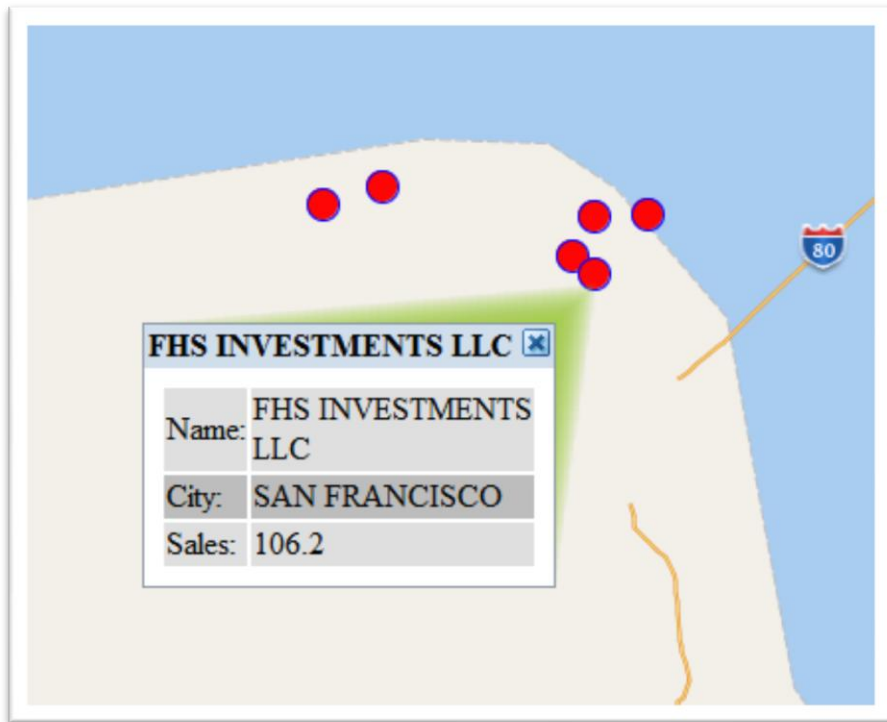 80
FHS INVESTMENTS LLC
Name: FHS INVESTMENTS
LLC
City: SAN FRANCISCO
Sales: 106.2